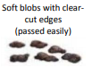 Soft blobs with clear-
cut edges
(passed easily)